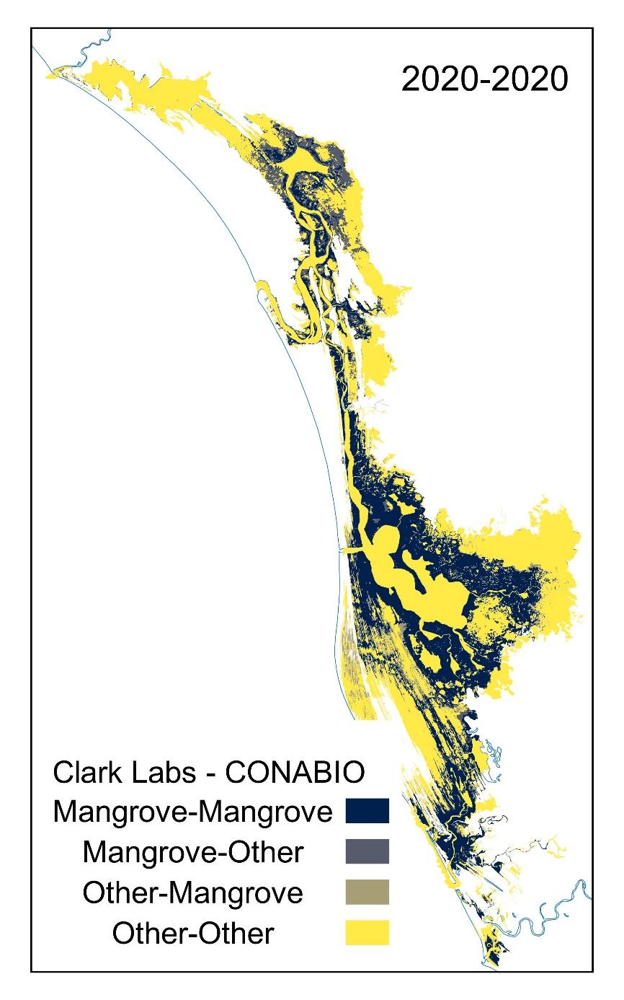 2020-2020
Clark Labs - CONABIO
Mangrove-Mangrove
Mangrove-Other
Other-Mangrove
Other-Other